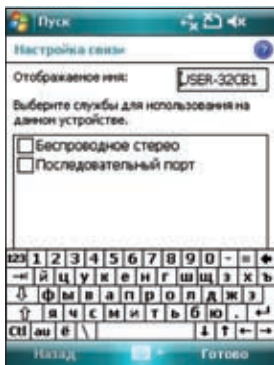 Пуск
Настройка связи
Отображаемое имя: USER-32CB1
Выберите службы для использования на
данном устройстве.
Беспроводное стерео
Последовательный порт
123 1 2 3 4 5 6 7 8 9 0 - =
й ц у к е н г ш щ з х ъ
ф ы в а п р о л д ж э
я ч с м и т ь б ю .
Ctl au ё \
Назад Готово